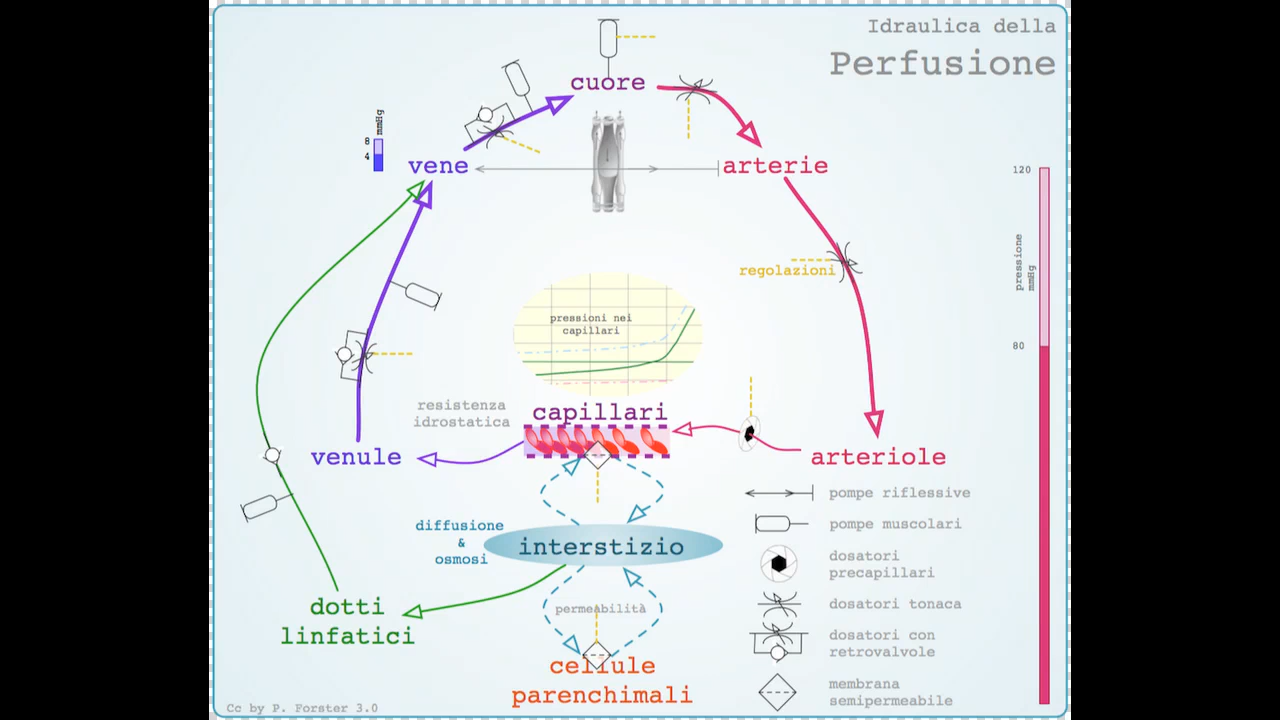 Idraulica della
Perfusione
cuore
mmHg
8
4
vene
arterie
120
pressione
mmHg
regolazioni
80
pressioni nei
capillari
resistenza
idrostatica
capillari
venule
arteriole
pompe riflessive
pompe muscolari
diffusione
&
osmosi
interstizio
dosatori
precapillari
dotti
linfatici
permeabilità
dosatori tonaca
dosatori con
retrovalvole
cellule
parenchimali
membrana
semipermeabile
Cc by P. Forster 3.0